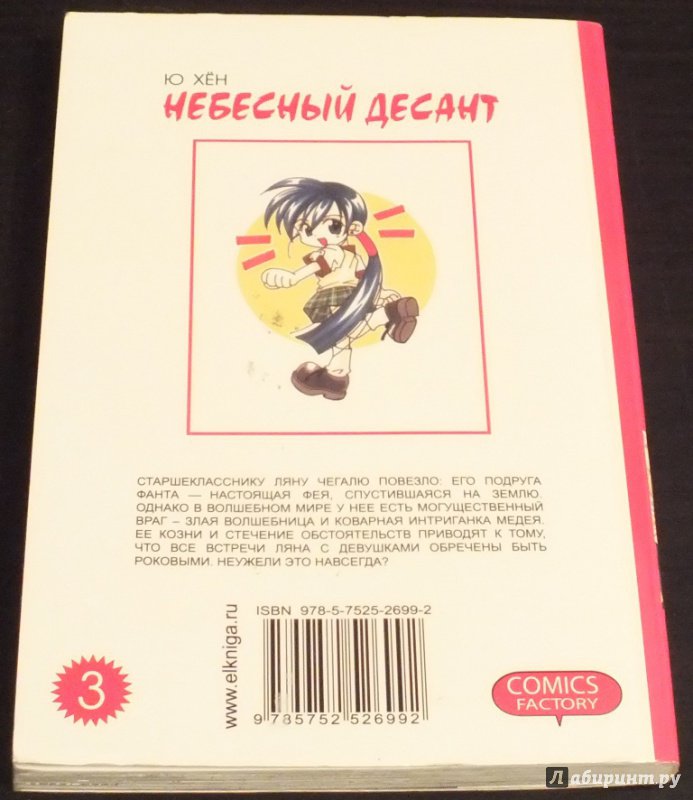 Ю ХЁН
НЕБЕСНЫЙ ДЕСАНТ
СТАРШЕКЛАССНИКУ ЛЯНУ ЧЕГАЛЮ ПОВЕЗЛО: ЕГО ПОДРУГА
ФАНТА — НАСТОЯЩАЯ ФЕЯ, СПУСТИВШАЯСЯ НА ЗЕМЛЮ.
ОДНАКО В ВОЛШЕБНОМ МИРЕ У НЕЕ ЕСТЬ МОГУЩЕСТВЕННЫЙ
ВРАГ – ЗЛАЯ ВОЛШЕБНИЦА И КОВАРНАЯ ИНТРИГАНКА МЕДЕЯ.
ЕЕ КОЗНИ И СТЕЧЕНИЕ ОБСТОЯТЕЛЬСТВ ПРИВОДЯТ К ТОМУ,
ЧТО ВСЕ ВСТРЕЧИ ЛЯНА С ДЕВУШКАМИ ОБРЕЧЕНЫ БЫТЬ
РОКОВЫМИ. НЕУЖЕЛИ ЭТО НАВСЕГДА?
3
www.elkniga.ru
ISBN 978-5-7525-2699-2
9 785752 526992
COMICS
FACTORY
Лабиринт.ру